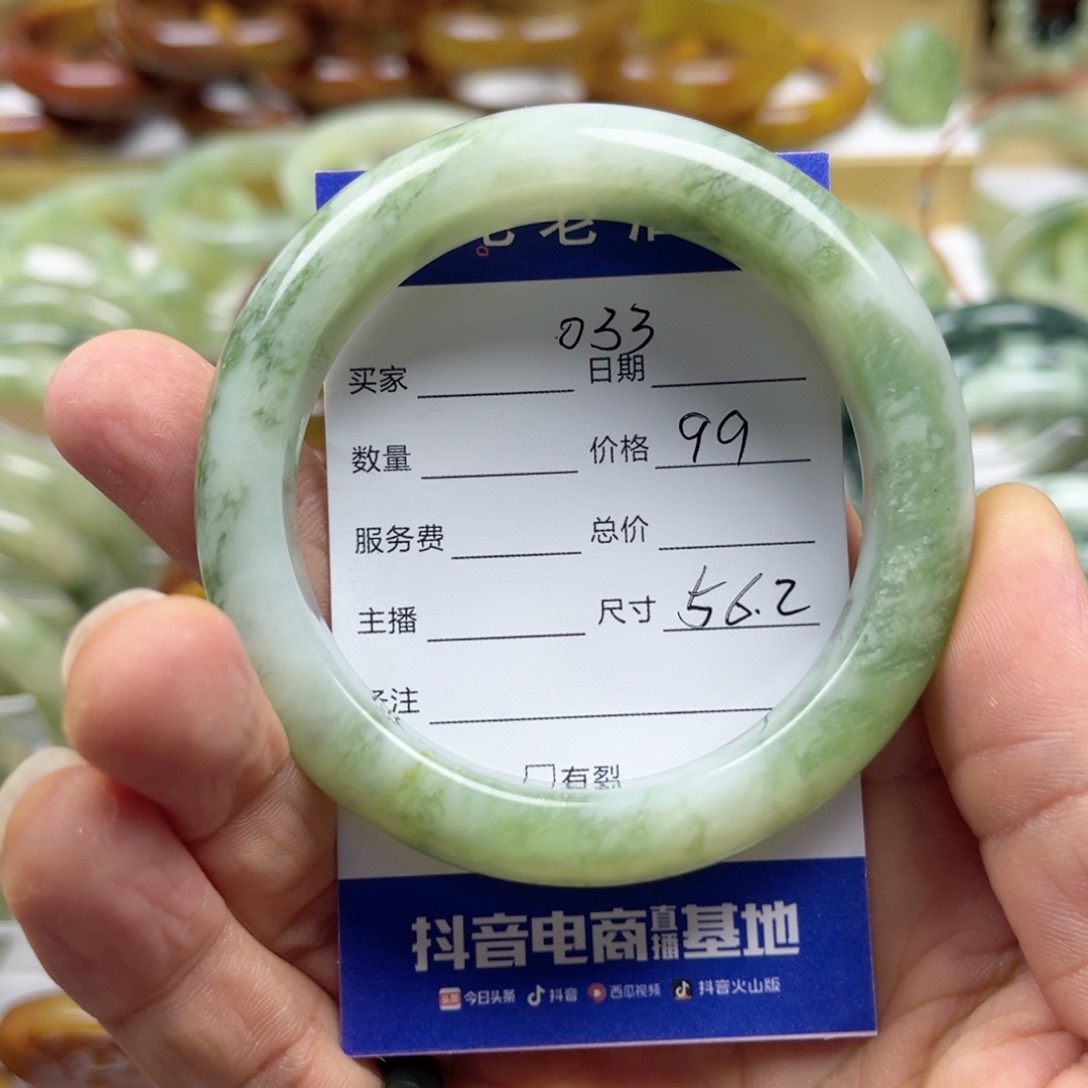 老
033
买家 日期
数量 价格 99
服务费 总价
主播 尺寸 56.2
注
有裂
抖音电商直播基地
今日头条 抖音 西瓜视频 抖音火山版